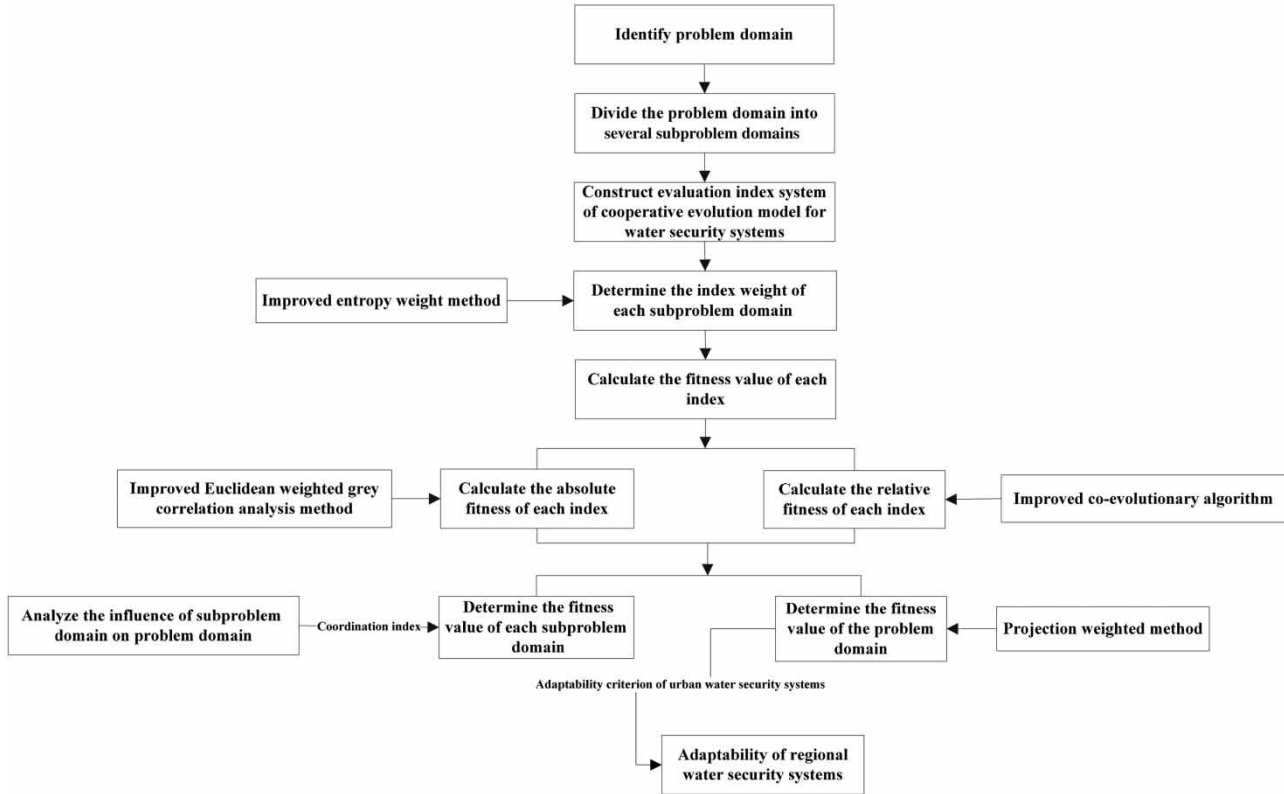 Identify problem domain
Divide the problem domain into
several subproblem domains
Construct evaluation index system
of cooperative evolution model for
water security systems
Improved entropy weight method
Determine the index weight of
each subproblem domain
Calculate the fitness value of each
index
Improved Euclidean weighted grey
correlation analysis method
Calculate the absolute
fitness of each index
Calculate the relative
fitness of each index
Improved co-evolutionary algorithm
Analyze the influence of subproblem
domain on problem domain
Coordination index
Determine the fitness
value of each subproblem
domain
Determine the fitness
value of the problem
domain
Projection weighted method
Adaptability criterion of urban water security systems
Adaptability of regional
water security systems